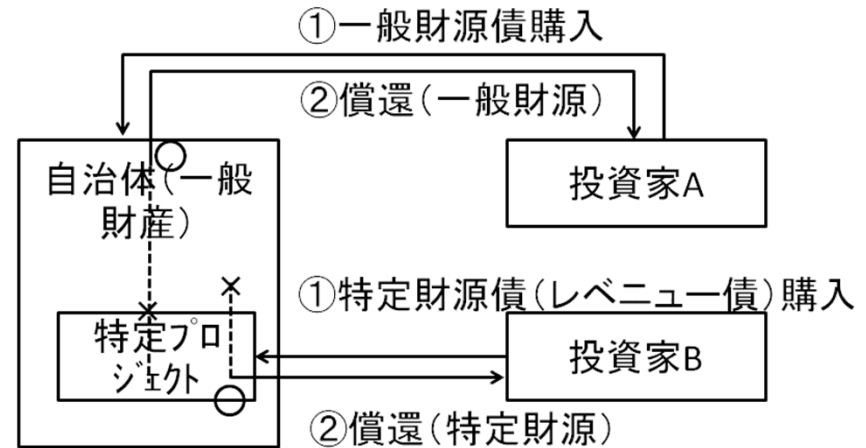 ①一般財源債購入
②償還(一般財源)
自治体(一般
財産)
投資家A
①特定財源債(レベニュー債)購入
特定プロ
ジェクト
投資家B
②償還(特定財源)